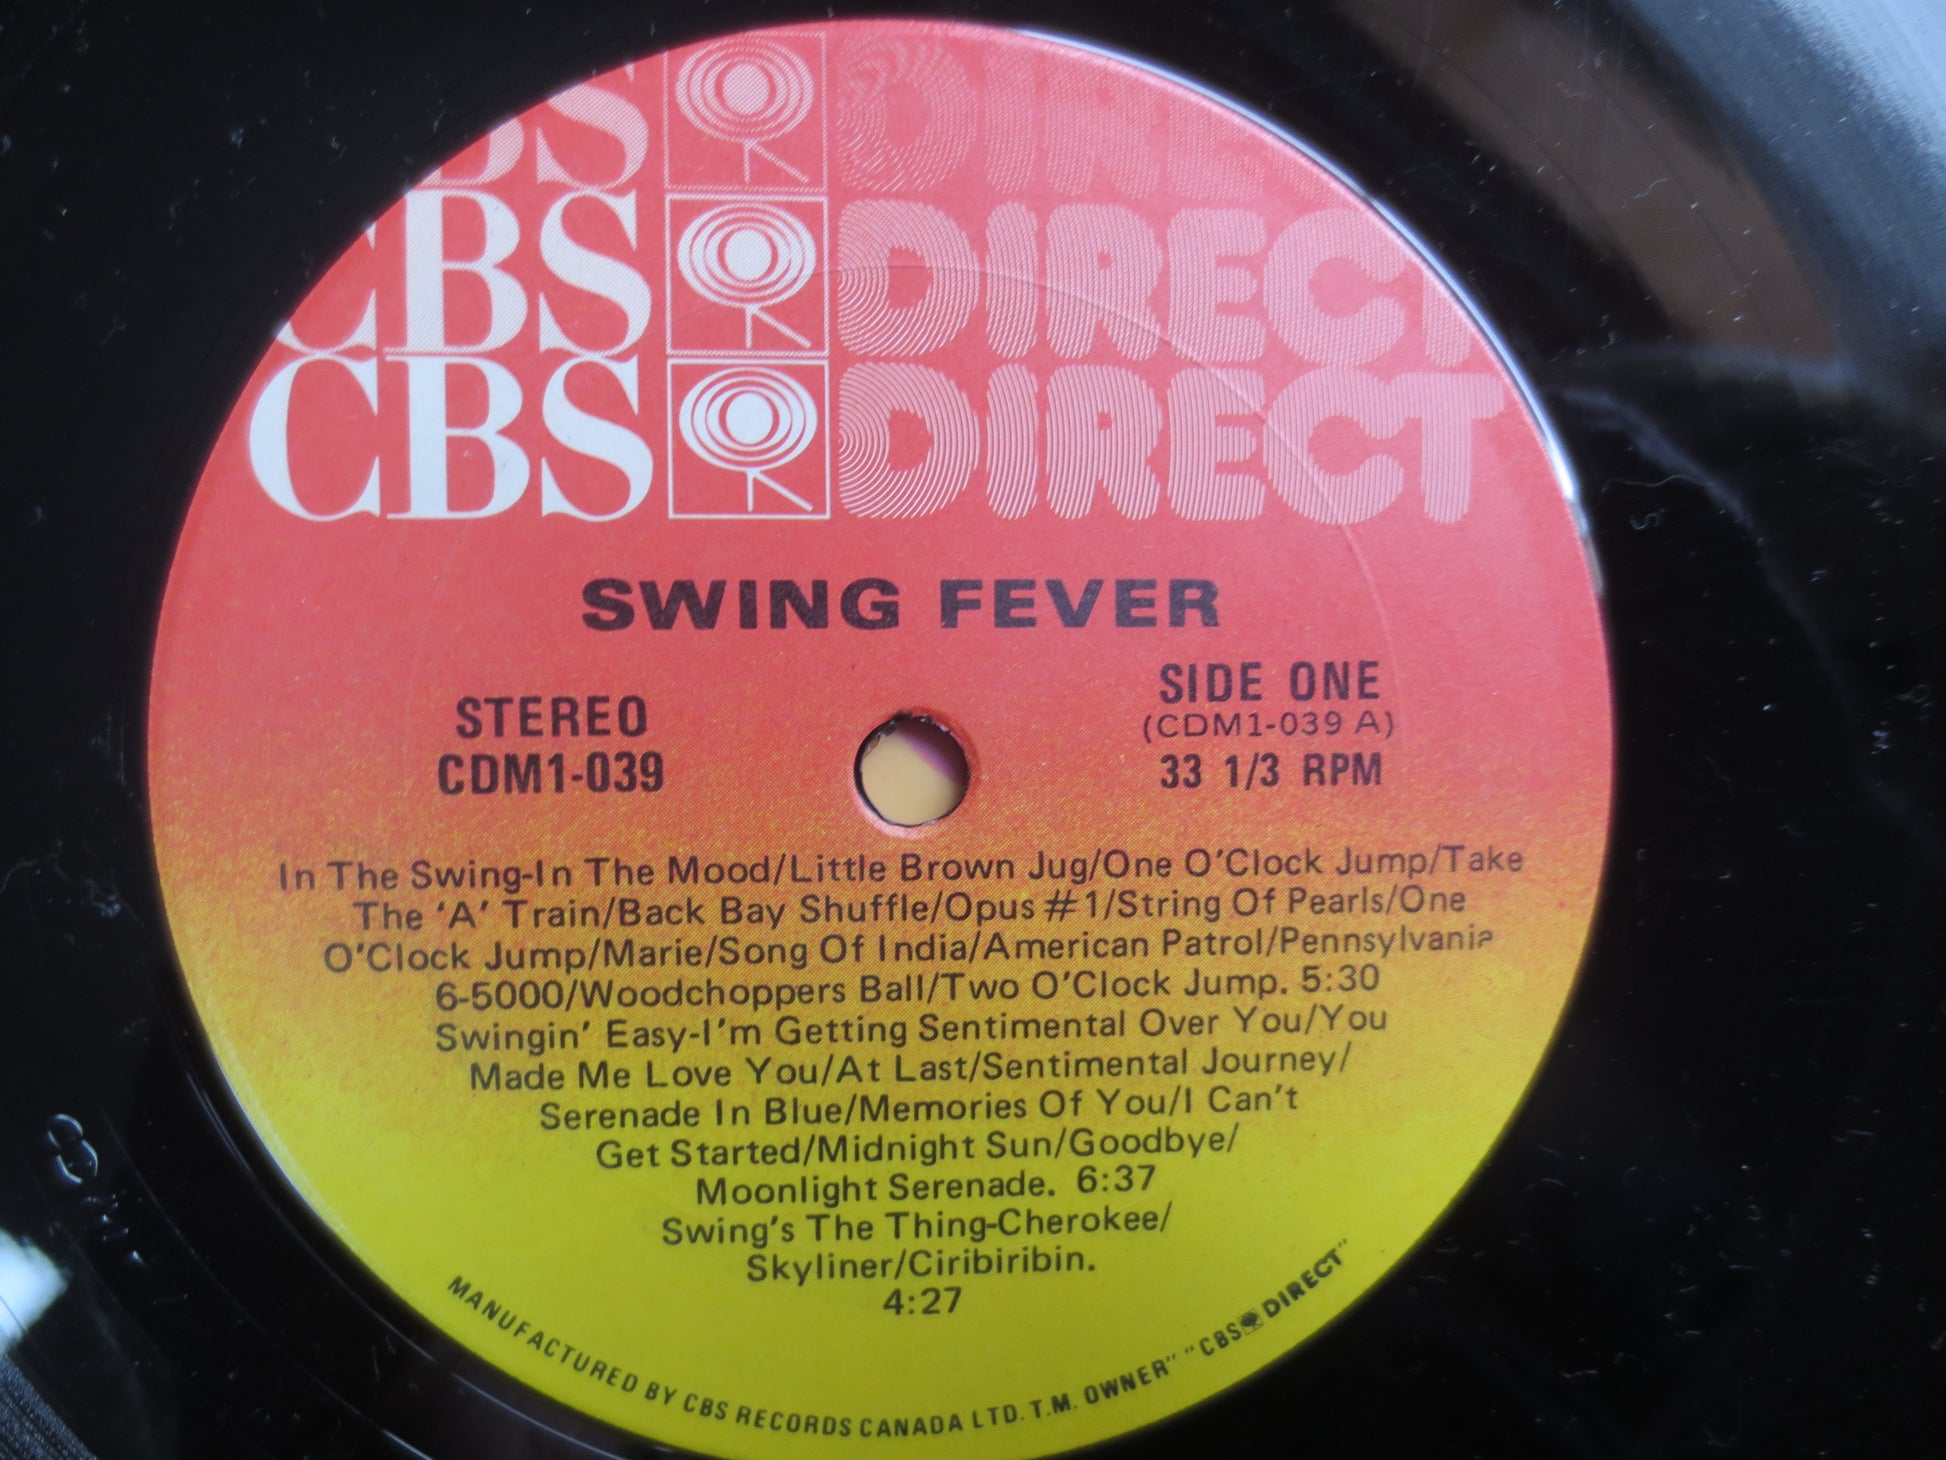 BS DIRE
CBS DIRECT
CBS DIRECT
SWING FEVER
STEREO
CDM1-039
SIDE ONE
(CDM1-039 A)
33 1/3 RPM
In The Swing-In The Mood/Little Brown Jug/One O'Clock Jump/Take
The 'A' Train/Back Bay Shuffle/Opus #1/String Of Pearls/One
O'Clock Jump/Marie/Song Of India/American Patrol/Pennsylvania
6-5000/Woodchoppers Ball/Two O'Clock Jump. 5:30
Swingin' Easy-I'm Getting Sentimental Over You/You
Made Me Love You/At Last/Sentimental Journey/
Serenade In Blue/Memories Of You/I Can't
Get Started/Midnight Sun/Goodbye/
Moonlight Serenade. 6:37
Swing's The Thing-Cherokee/
Skyliner/Ciribiribin.
4:27
MANUFACTURED BY CBS RECORDS CANADA LTD. T.M. OWNER" "CBS DIRECT"